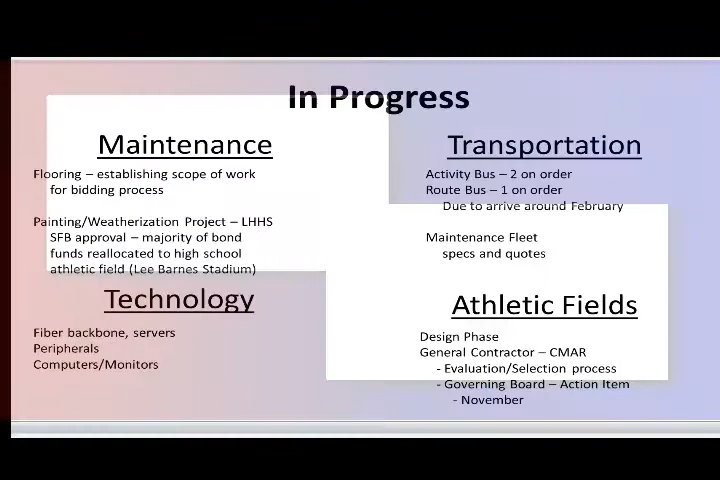 In Progress
Maintenance
Flooring – establishing scope of work
for bidding process
Painting/Weatherization Project – LHHS
SFB approval – majority of bond
funds reallocated to high school
athletic field (Lee Barnes Stadium)
Technology
Fiber backbone, servers
Peripherals
Computers/Monitors
Transportation
Activity Bus – 2 on order
Route Bus – 1 on order
Due to arrive around February
Maintenance Fleet
specs and quotes
Athletic Fields
Design Phase
General Contractor – CMAR
- Evaluation/Selection process
- Governing Board – Action Item
- November